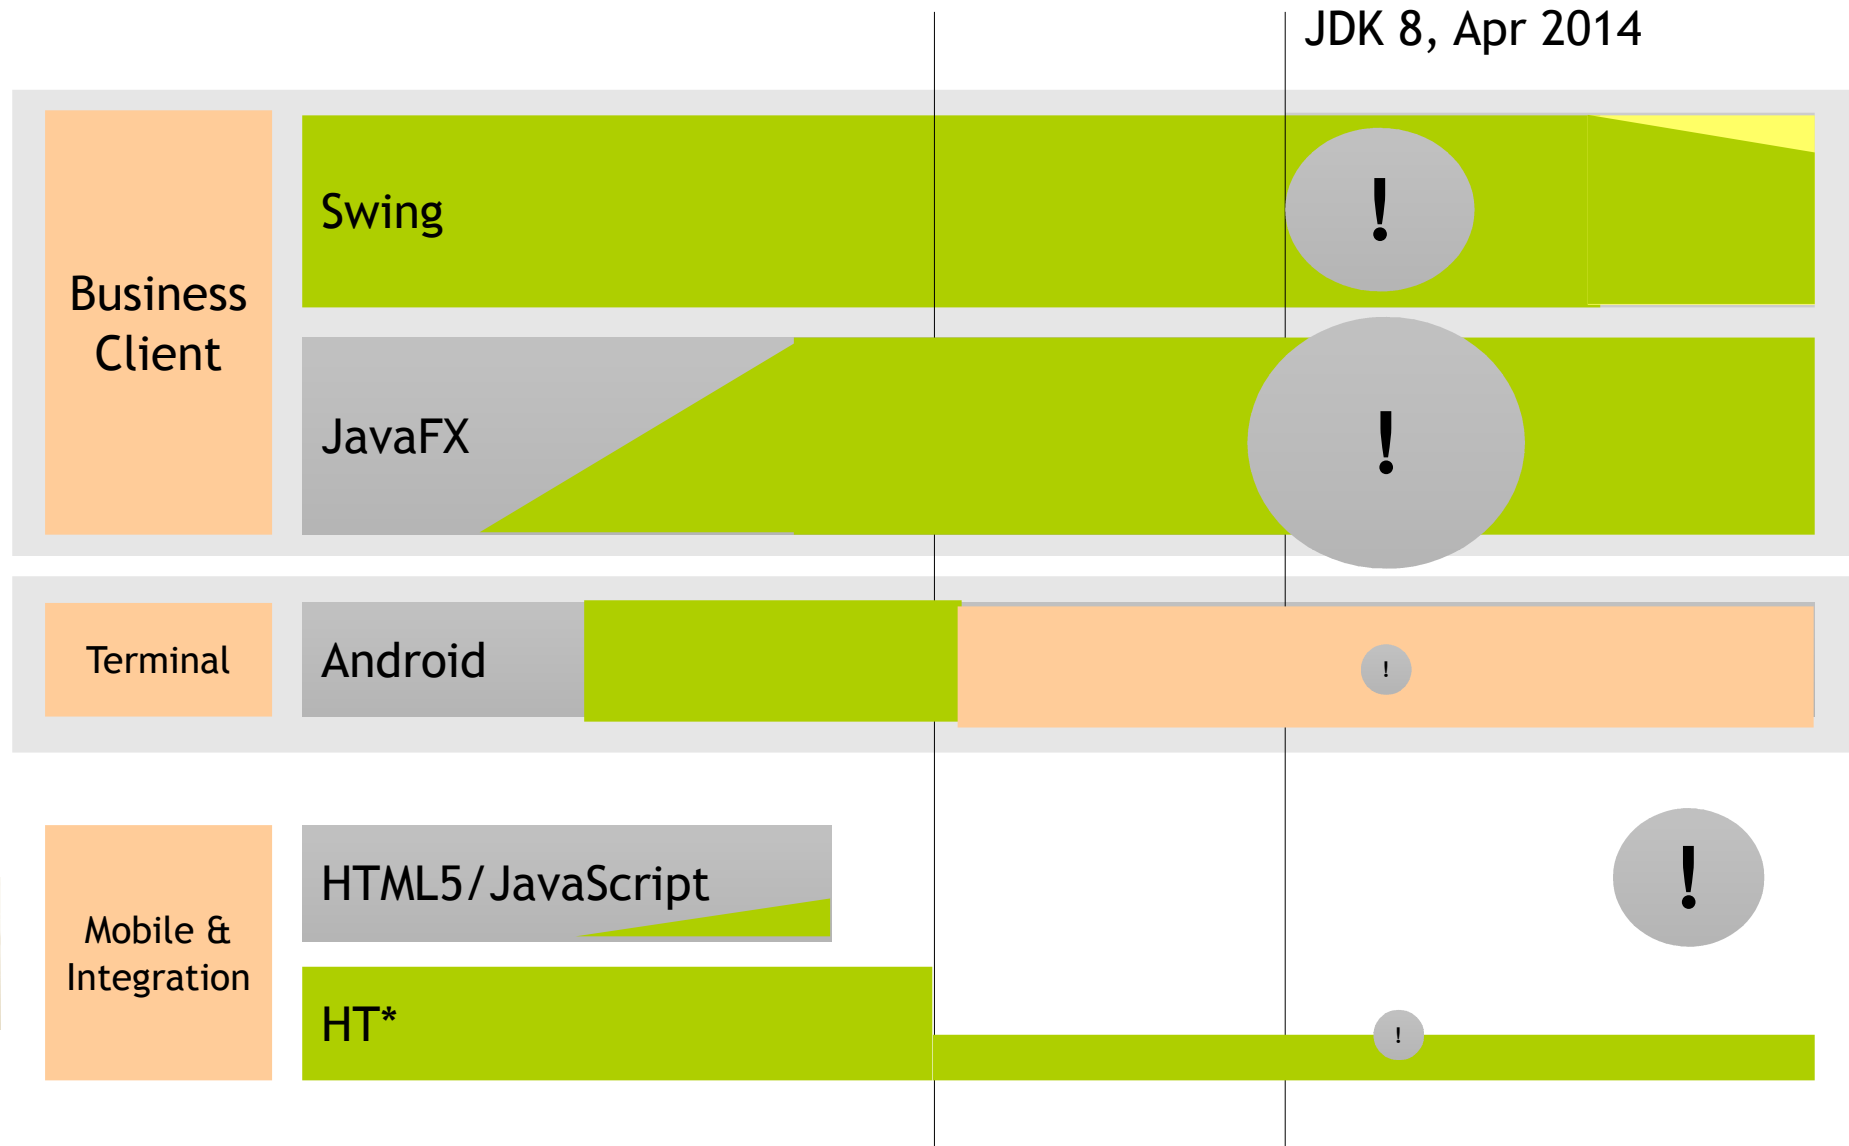 JDK 8, Apr 2014
Business
Client
Swing
!
JavaFX
!
Terminal
Android
!
Mobile &
Integration
HTML5/JavaScript
!
HT*
!